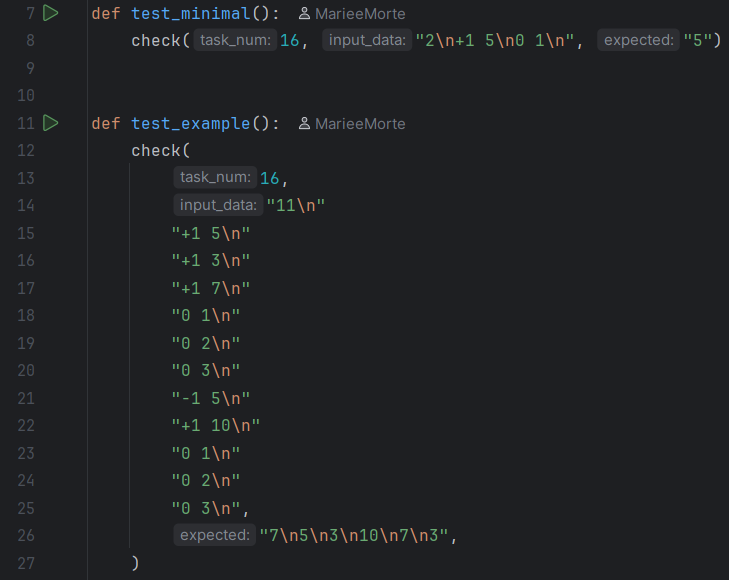 7 def test_minimal(): MarieeMorte
8 check( task_num: 16, input_data: "2\n+1 5\n0 1\n", expected: "5")
9
10
11 def test_example(): MarieeMorte
12 check(
13 task_num: 16,
14 input_data: "11\n"
15 "+1 5\n"
16 "+1 3\n"
17 "+1 7\n"
18 "0 1\n"
19 "0 2\n"
20 "0 3\n"
21 "-1 5\n"
22 "+1 10\n"
23 "0 1\n"
24 "0 2\n"
25 "0 3\n",
26 expected: "7\n5\n3\n10\n7\n3",
27 )